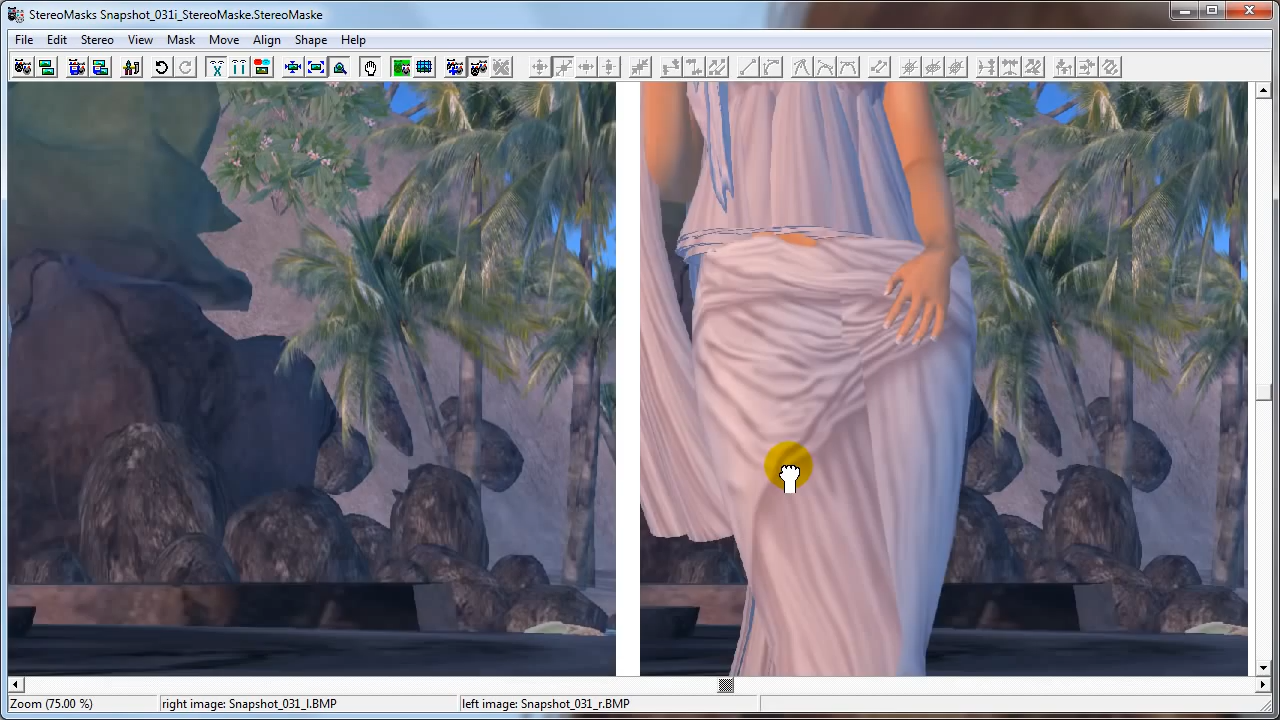 StereoMasks Snapshot_031i_StereoMaske.StereoMaske
File Edit Stereo View Mask Move Align Shape Help
Zoom (75.00 %) right image: Snapshot_031_l.BMP left image: Snapshot_031_r.BMP